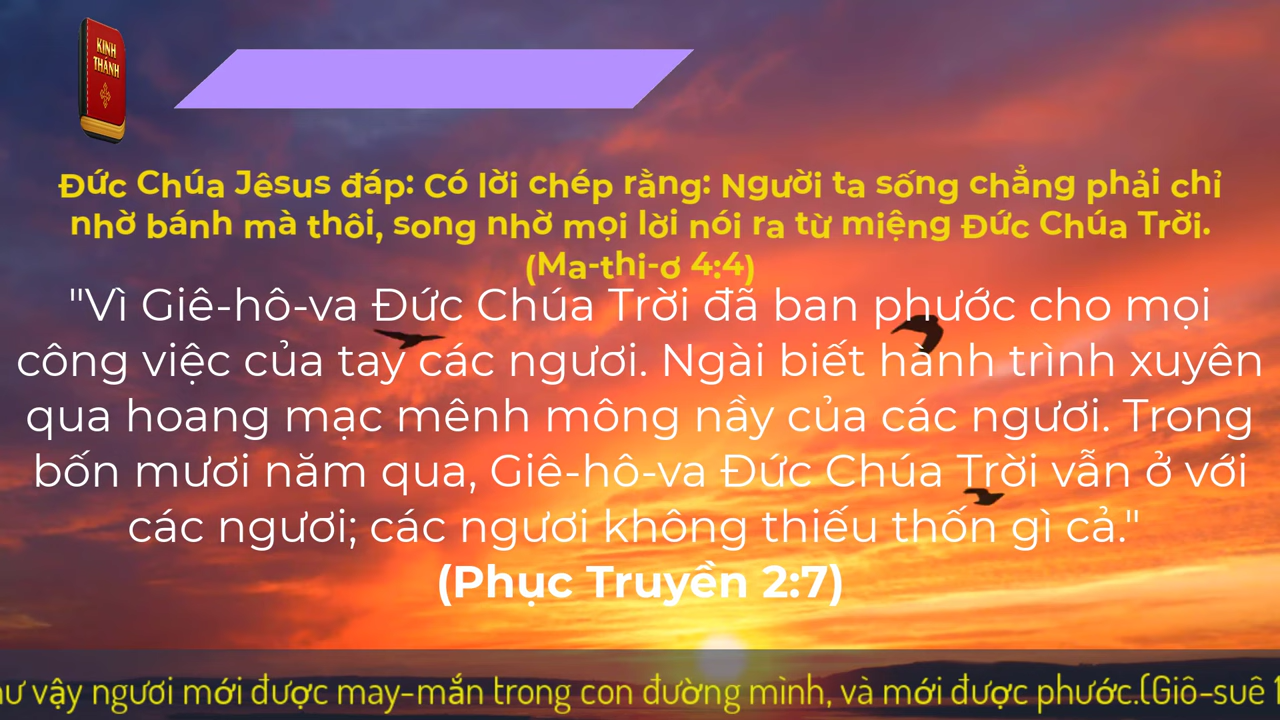 KINH
THÁNH
Đức Chúa Jêsus đáp: Có lời chép rằng: Người ta sống chẳng phải chỉ
nhờ bánh mà thôi, song nhờ mọi lời nói ra từ miệng Đức Chúa Trời.
(Ma-thi-ơ 4:4)
"Vì Giê-hô-va Đức Chúa Trời đã ban phước cho mọi
công việc của tay các ngươi. Ngài biết hành trình xuyên
qua hoang mạc mênh mông nầy của các ngươi. Trong
bốn mươi năm qua, Giê-hô-va Đức Chúa Trời vẫn ở với
các ngươi; các ngươi không thiếu thốn gì cả."
(Phục Truyền 2:7)
vậy ngươi mới được may-mắn trong con đường mình, và mới được phước.(Giô-suê